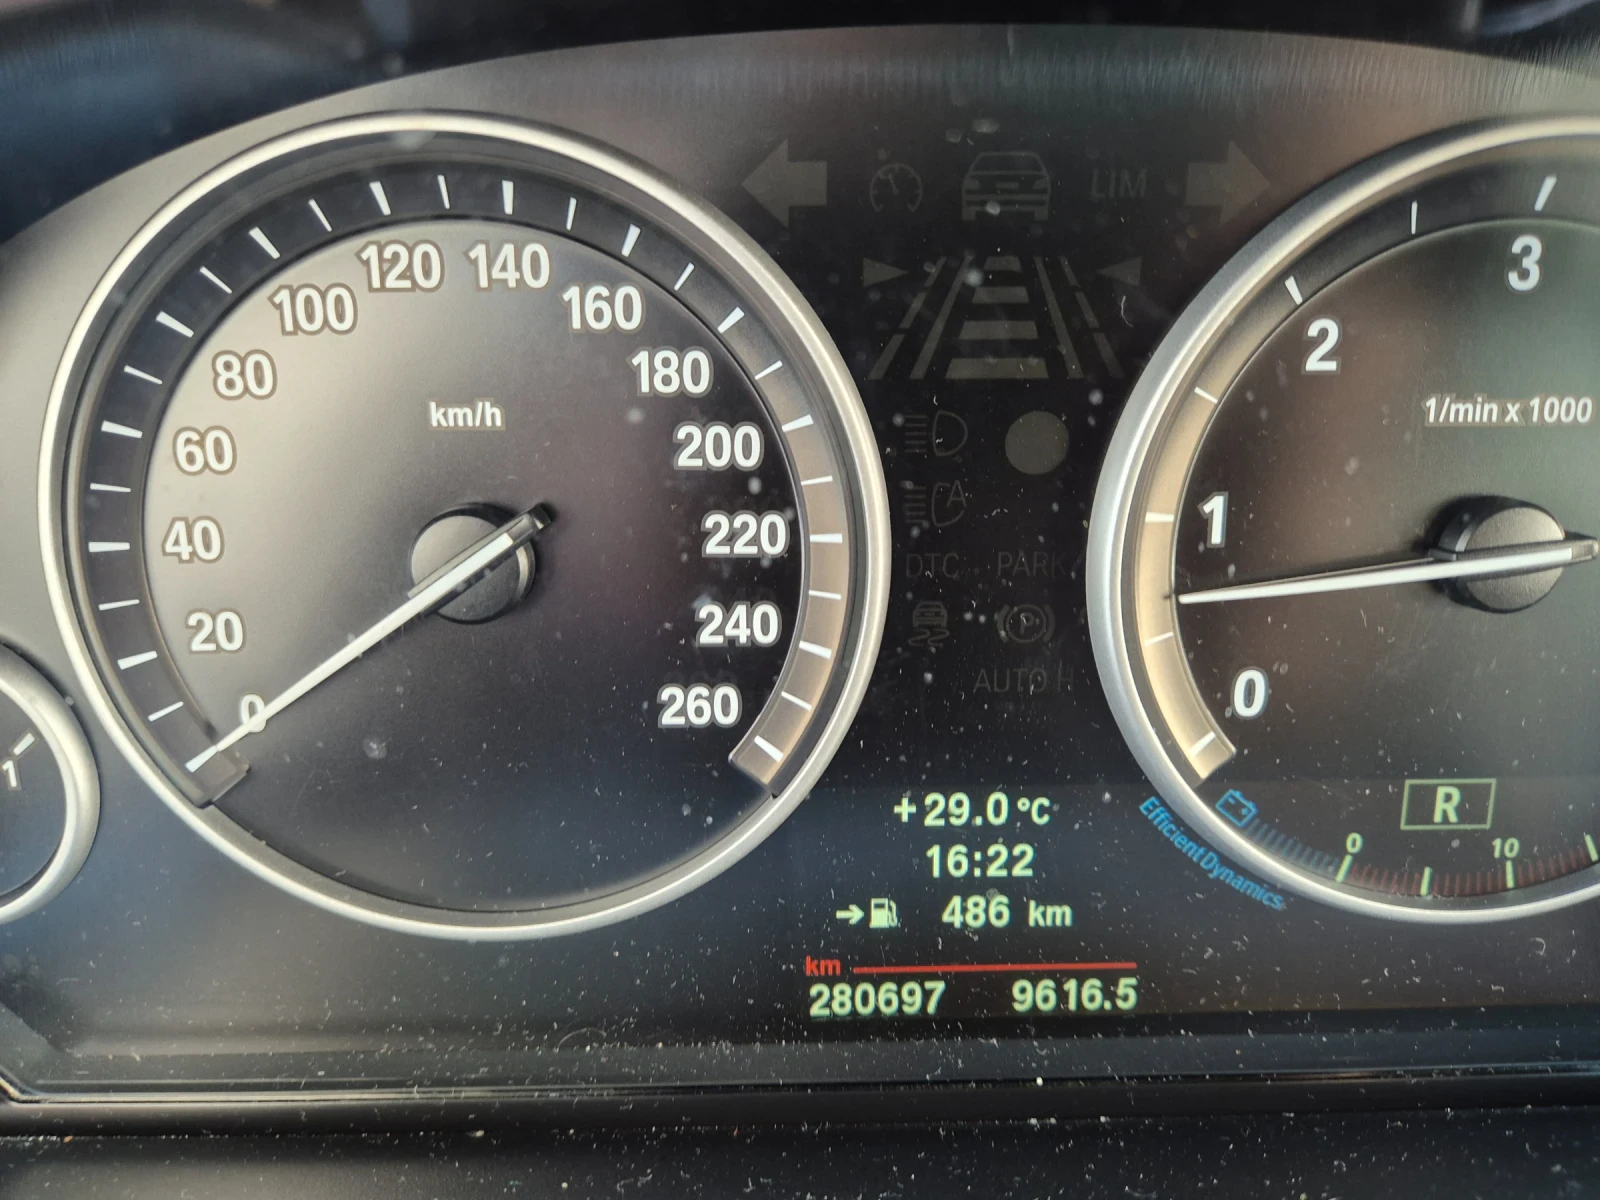 km/h
0
20
40
60
80
100
120
140
160
180
200
220
240
260
LIM
A
DTC PARK
P
AUTO H
1/min x 1000
0
1
2
3
1
+29.0 °C
16:22
486 km
km
280697 9616.5
EfficientDynamics
R
0 10